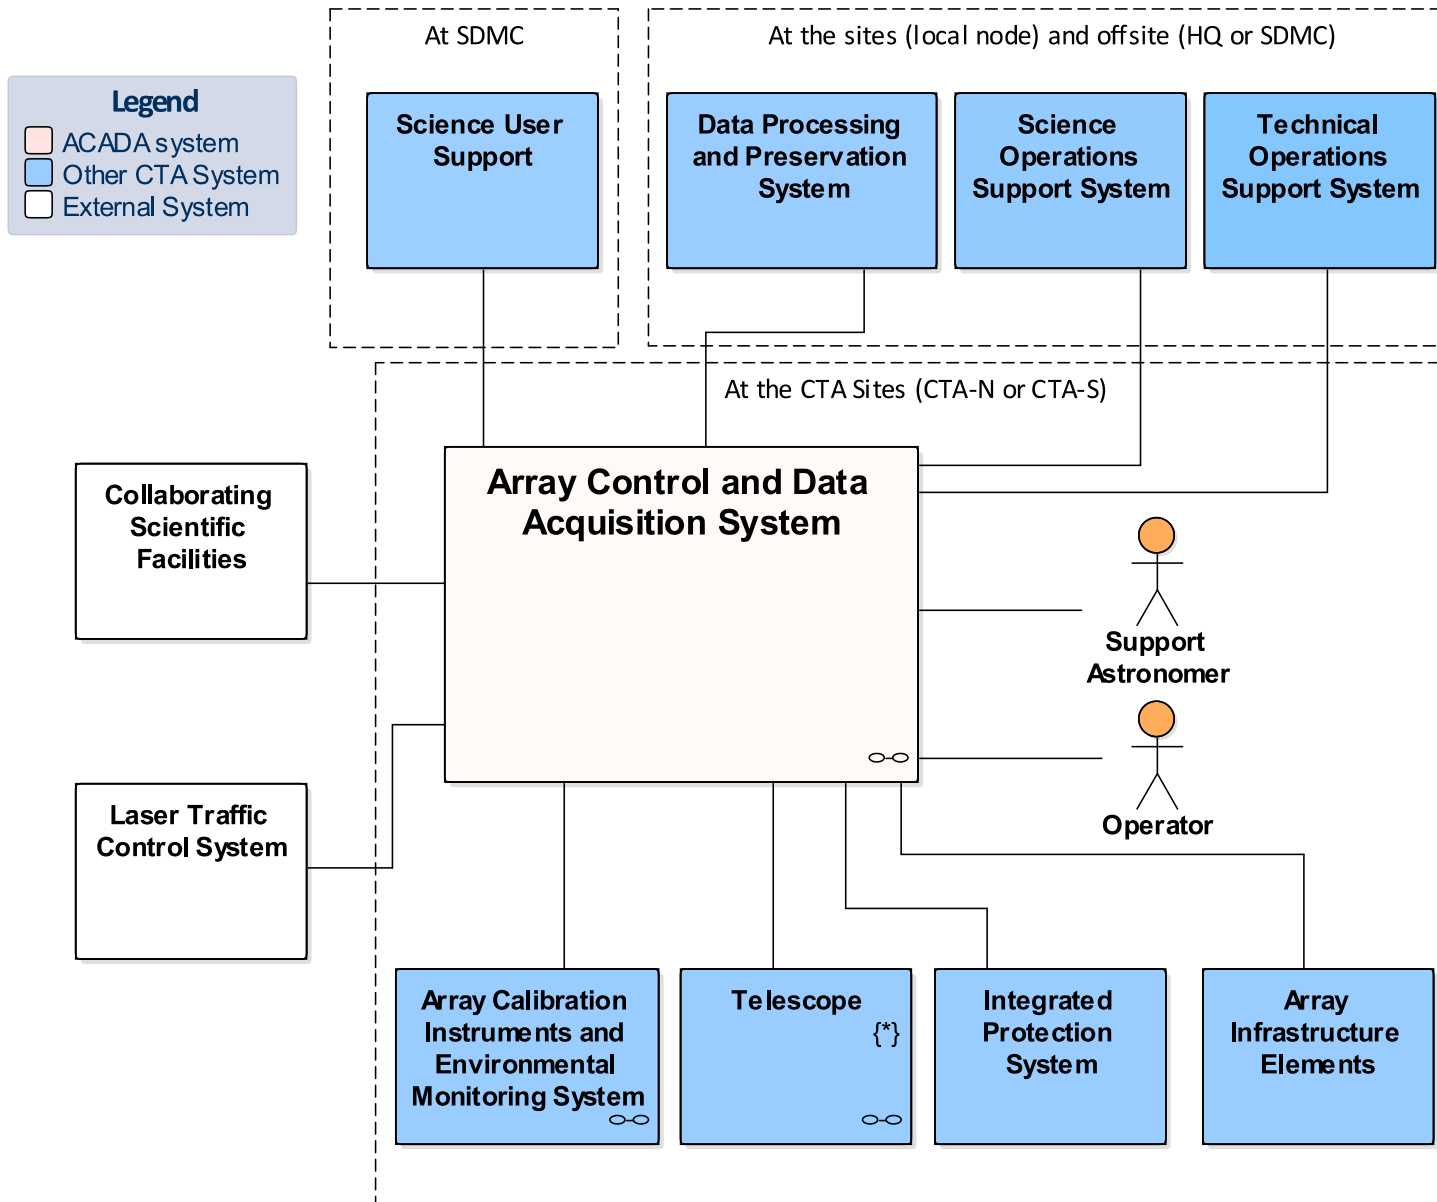 At SDMC
At the sites (local node) and offsite (HQ or SDMC)
Legend
ACADA system
Other CTA System
External System
Science User
Support
Data Processing
and Preservation
System
Science
Operations
Support System
Technical
Operations
Support System
At the CTA Sites (CTA-N or CTA-S)
Array Control and Data
Acquisition System
Collaborating
Scientific
Facilities
Support
Astronomer
Laser Traffic
Control System
Operator
Array Calibration
Instruments and
Environmental
Monitoring System
Telescope
{*}
Integrated
Protection
System
Array
Infrastructure
Elements